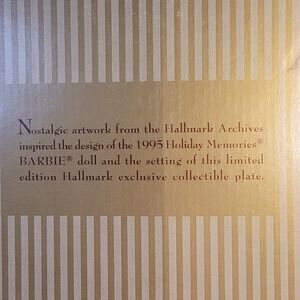 Nostalgic artwork from the Hallmark Archives
inspired the design of the 1995 Holiday Memories®
BARBIE® doll and the setting of this limited
edition Hallmark exclusive collectible plate.